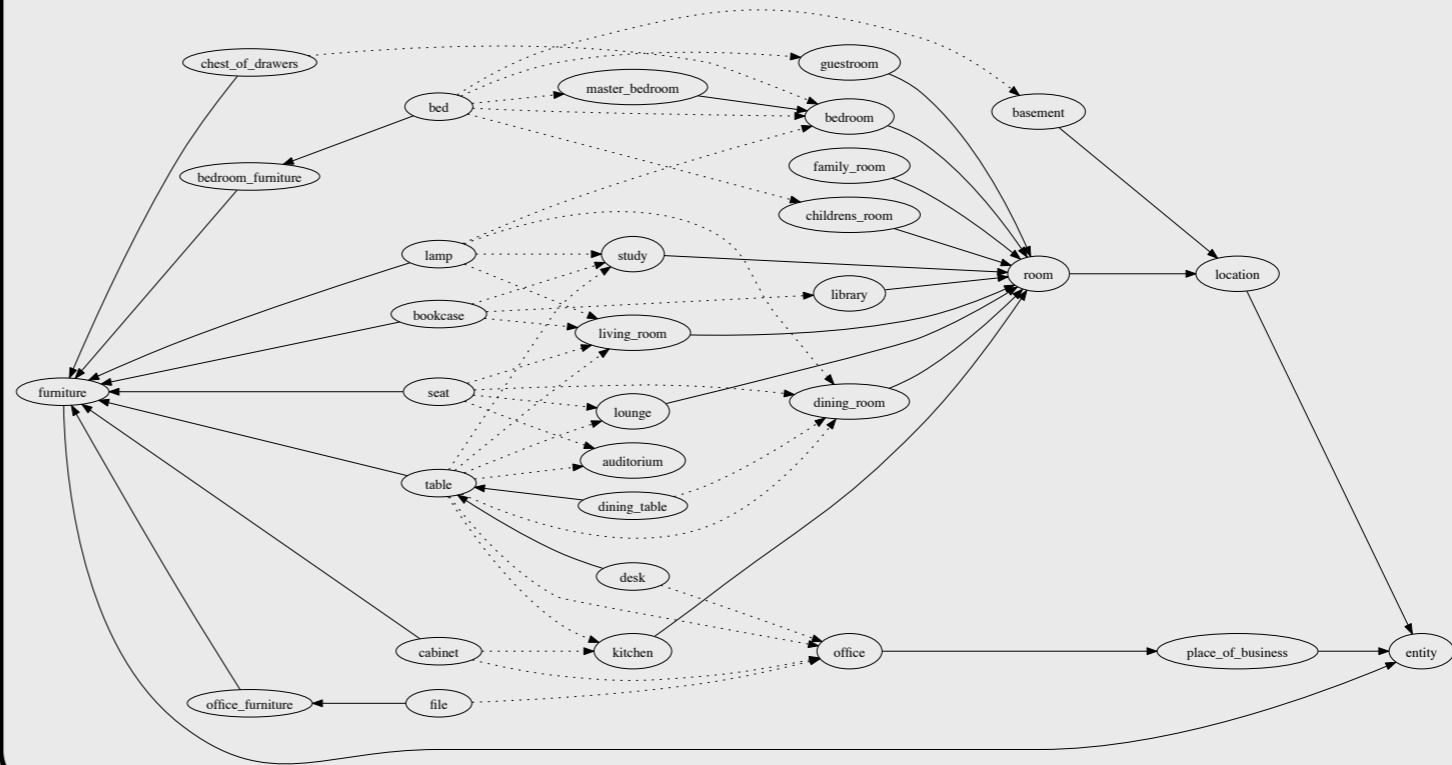 chest_of_drawers
guestroom
master_bedroom
bed
basement
bedroom
family_room
bedroom_furniture
childrens_room
lamp
study
room
location
library
bookcase
living_room
furniture
seat
dining_room
lounge
auditorium
table
dining_table
desk
cabinet
kitchen
office
place_of_business
entity
office_furniture
file